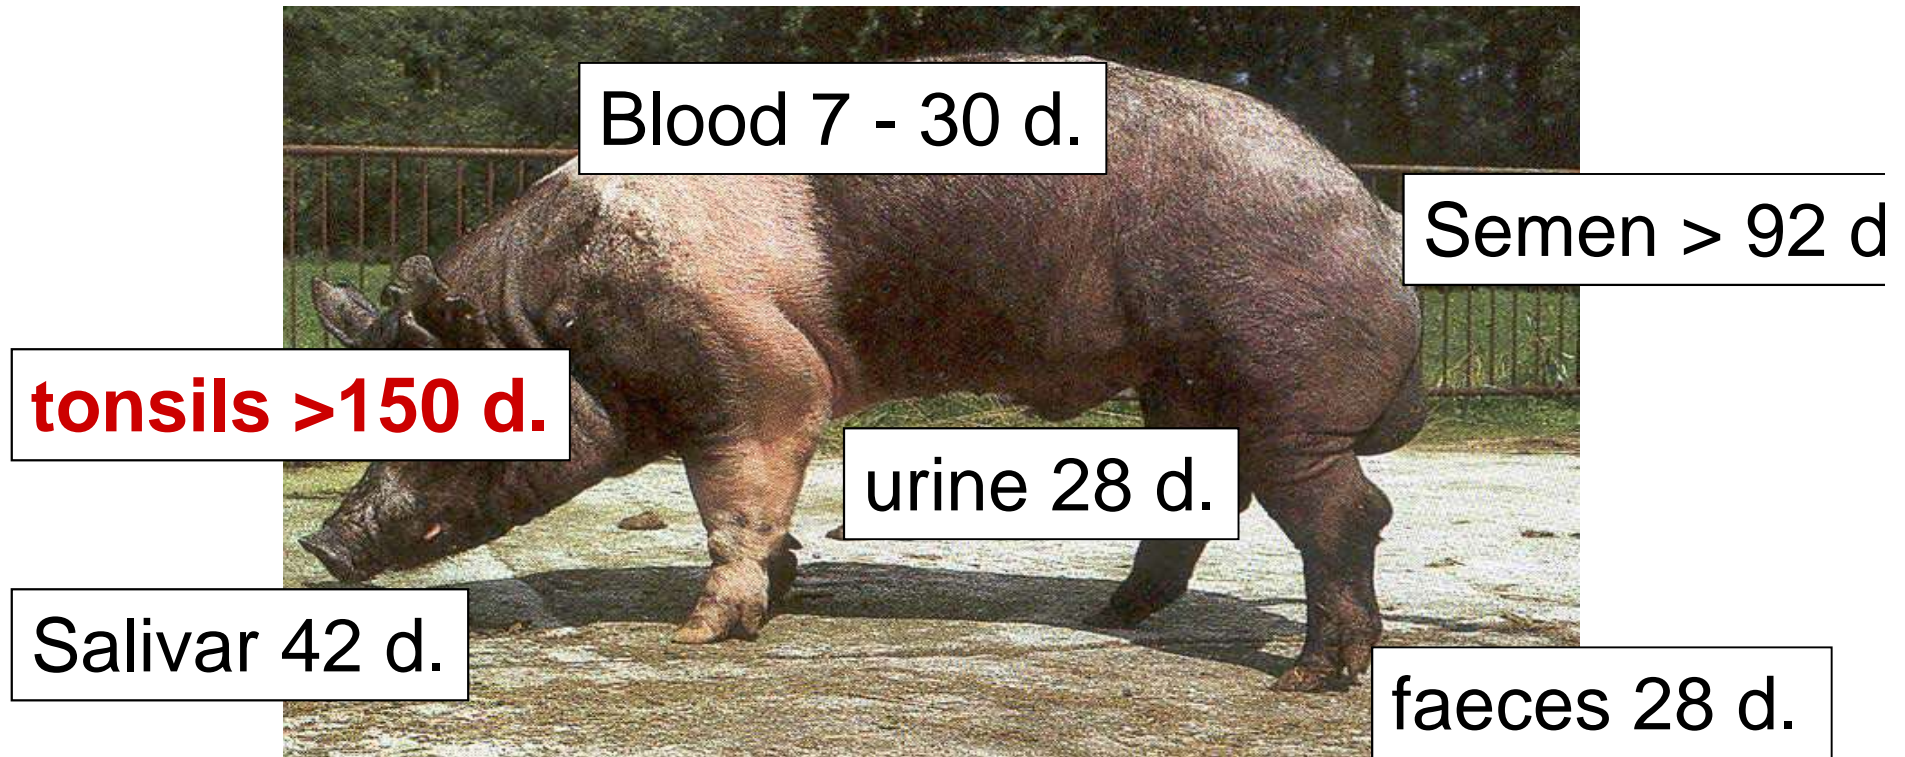 Blood 7 - 30 d.
Semen > 92 d
tonsils >150 d.
urine 28 d.
Salivar 42 d.
faeces 28 d.